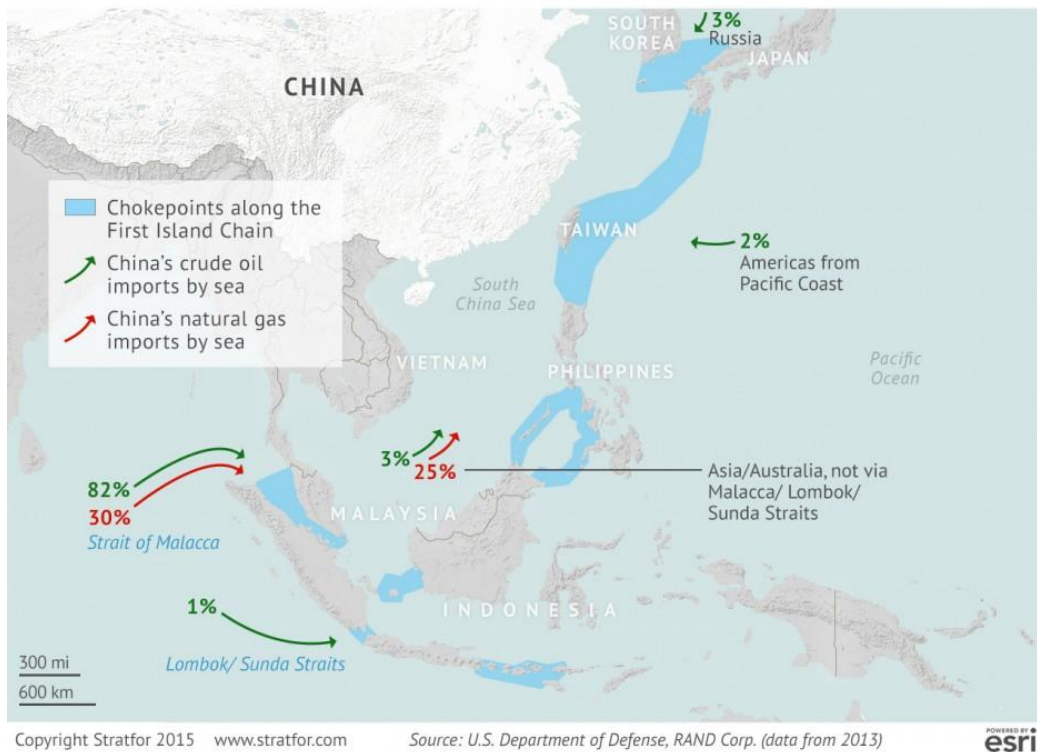 SOUTH
KOREA
3%
Russia
JAPAN
CHINA
Chokepoints along the
First Island Chain
China's crude oil
imports by sea
China's natural gas
imports by sea
TAIWAN
2%
Americas from
Pacific Coast
South
China Sea
VIETNAM
PHILIPPINES
Pacific
Ocean
3%
25%
Asia/Australia, not via
Malacca/ Lombok/
Sunda Straits
82%
30%
Strait of Malacca
MALAYSIA
INDONESIA
1%
Lombok/ Sunda Straits
300 mi
600 km
Copyright Stratfor 2015 www.stratfor.com Source: U.S. Department of Defense, RAND Corp. (data from 2013)
POWERED BY
esri